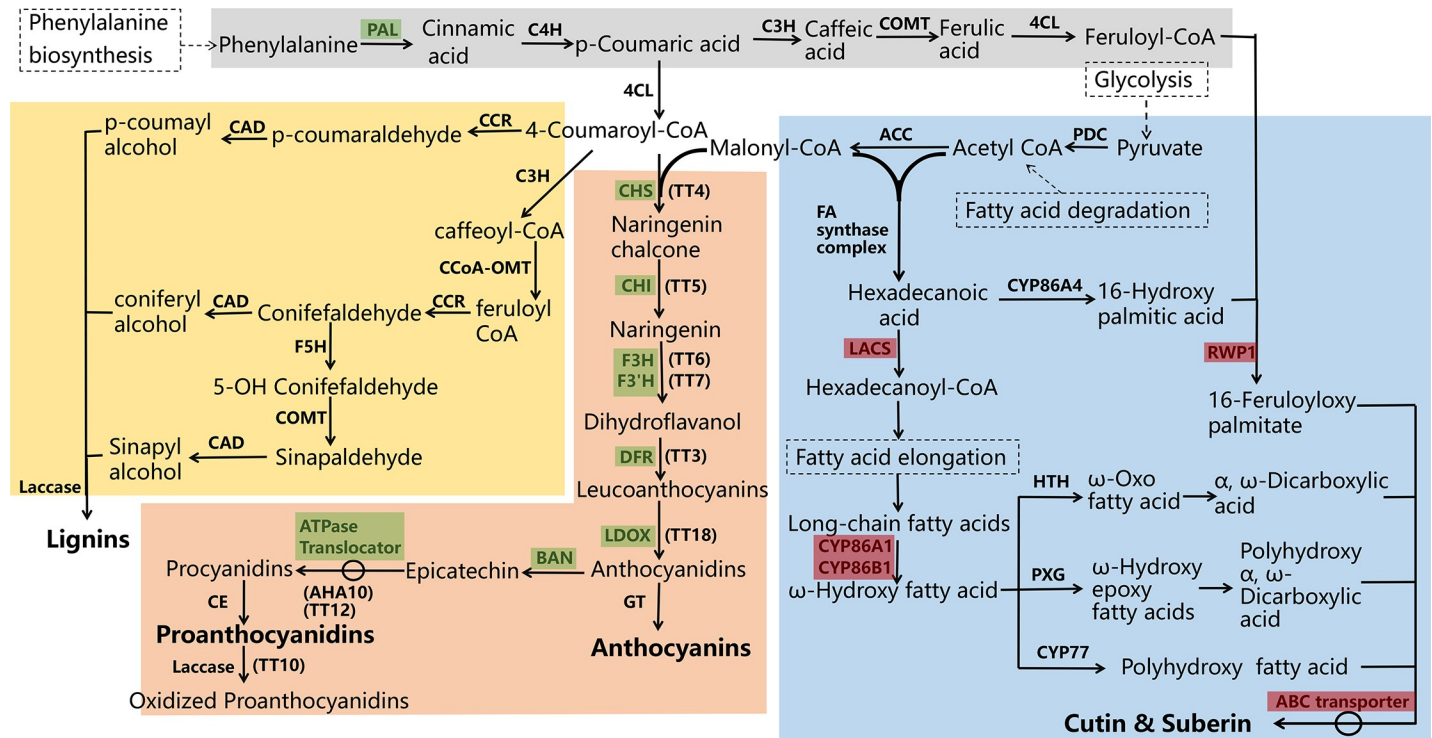 Phenylalanine
biosynthesis
Phenylalanine
PAL
Cinnamic
acid
C4H
p-Coumaric acid
C3H
Caffeic
acid
COMT
Ferulic
acid
4CL
Feruloyl-CoA
Glycolysis
4CL
p-coumayl
alcohol
CAD
p-coumaraldehyde
CCR
4-Coumaroyl-CoA
Malonyl-CoA
ACC
Acetyl CoA
PDC
Pyruvate
C3H
CHS (TT4)
Fatty acid degradation
caffeoyl-CoA
Naringenin
chalcone
FA
synthase
complex
CCoA-OMT
CHI (TT5)
coniferyl
alcohol
CAD
Conifefaldehyde
CCR
feruloyl
CoA
Naringenin
Hexadecanoic
acid
CYP86A4
16-Hydroxy
palmitic acid
F5H
F3H (TT6)
F3'H (TT7)
LACS
RWP1
5-OH Conifefaldehyde
Hexadecanoyl-CoA
16-Feruloyloxy
palmitate
COMT
Dihydroflavanol
Sinapyl
alcohol
CAD
Sinapaldehyde
DFR (TT3)
Fatty acid elongation
Laccase
Leucoanthocyanins
HTH
ω-Oxo
fatty acid
α, ω-Dicarboxylic
acid
Lignins
ATPase
Translocator
LDOX (TT18)
Long-chain fatty acids
CYP86A1
CYP86B1
Procyanidins
Epicatechin
BAN
Anthocyanidins
ω-Hydroxy fatty acid
PXG
ω-Hydroxy
epoxy
fatty acids
Polyhydroxy
α, ω-
Dicarboxylic
acid
CE
(AHA10)
(TT12)
GT
Proanthocyanidins
Anthocyanins
Laccase (TT10)
CYP77
Polyhydroxy fatty acid
Oxidized Proanthocyanidins
ABC transporter
Cutin & Suberin